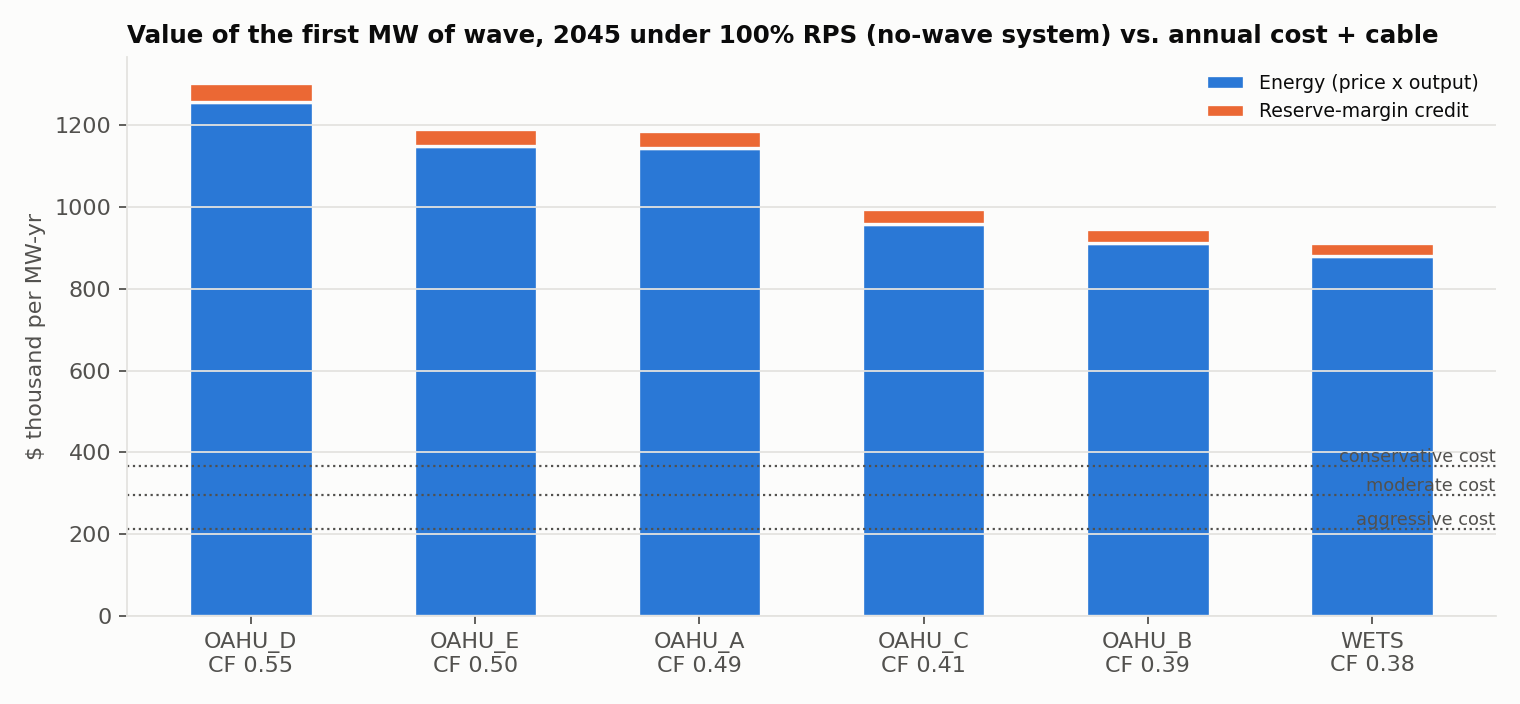 Value of the first MW of wave, 2045 under 100% RPS (no-wave system) vs. annual cost + cable
Energy (price x output)
Reserve-margin credit
$ thousand per MW-yr
1200
1000
800
600
400
200
0
conservative cost
moderate cost
aggressive cost
OAHU_D
CF 0.55
OAHU_E
CF 0.50
OAHU_A
CF 0.49
OAHU_C
CF 0.41
OAHU_B
CF 0.39
WETS
CF 0.38